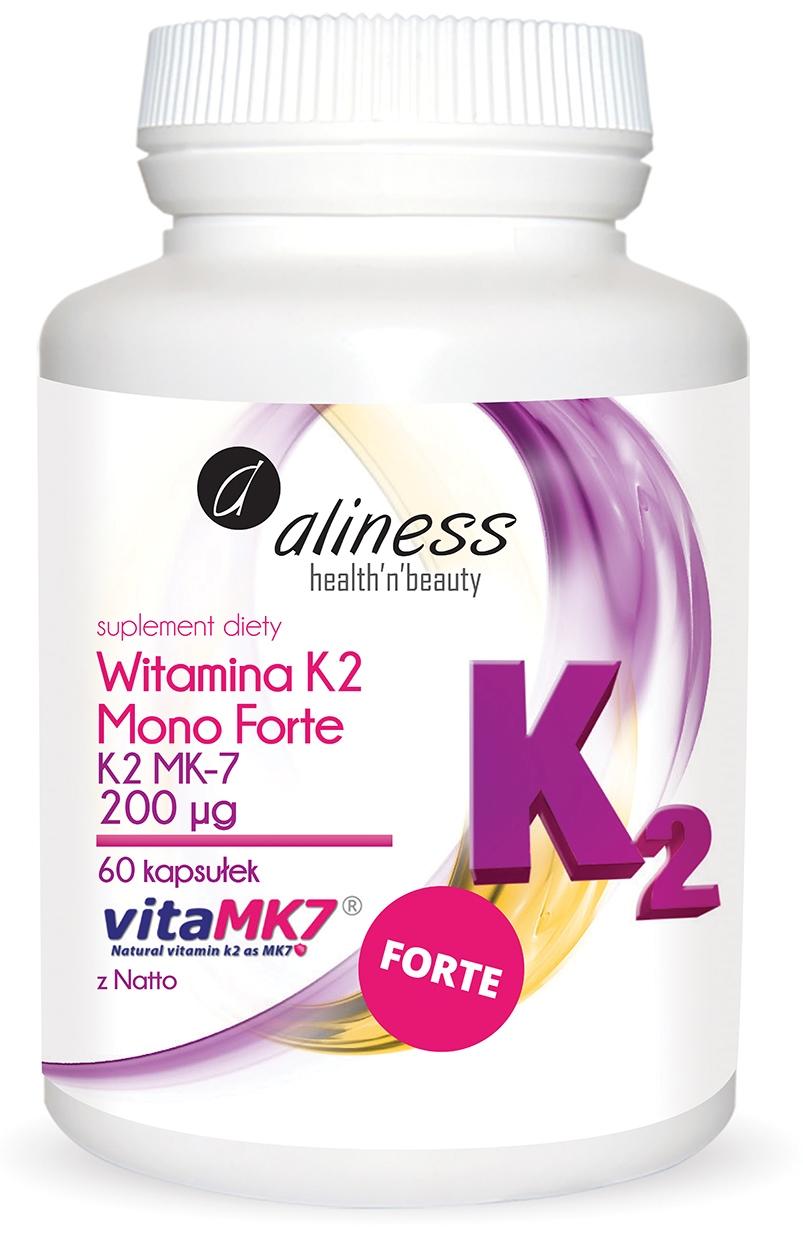 a aliness
health'n'beauty
suplement diety
Witamina K2
Mono Forte
K2 MK-7
200 µg
60 kapsułek
vitaMK7®
Natural vitamin k2 as MK7
z Natto
K2
FORTE